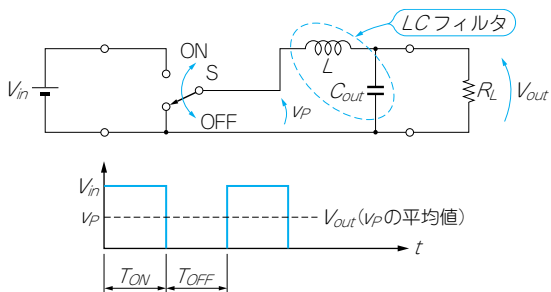 LCフィルタ
ON
S
L
Vin
Cout
RL
Vout
OFF
vP
Vin
vP
Vout(vPの平均値)
t
TON
TOFF